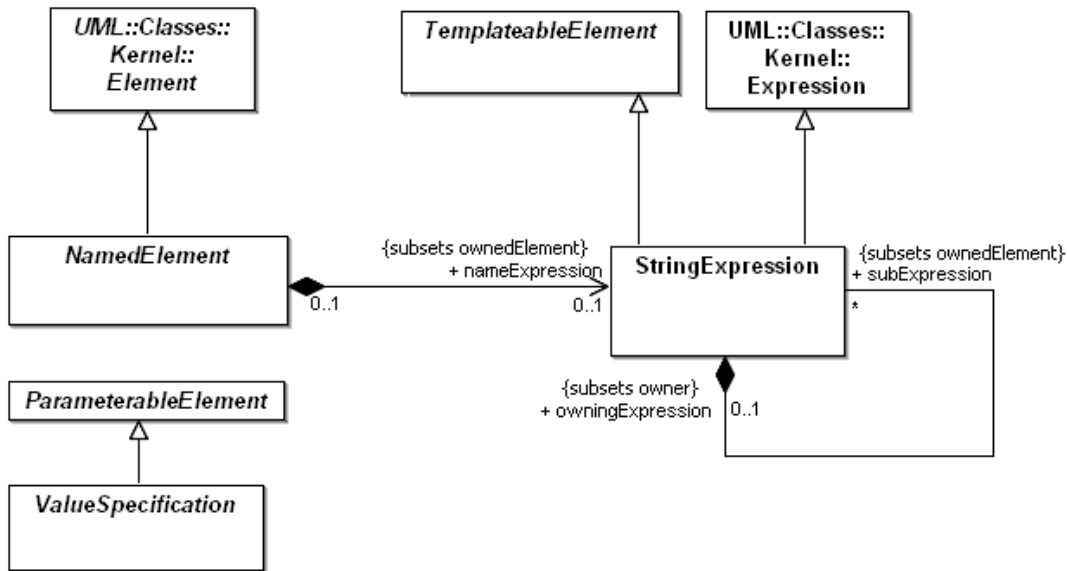 UML::Classes::
Kernel::
Element
TemplateableElement
UML::Classes::
Kernel::
Expression
NamedElement
{subsets ownedElement}
+ nameExpression
0..1
0..1
StringExpression
{subsets ownedElement}
+ subExpression
*
{subsets owner}
+ owningExpression
0..1
ParameterableElement
ValueSpecification